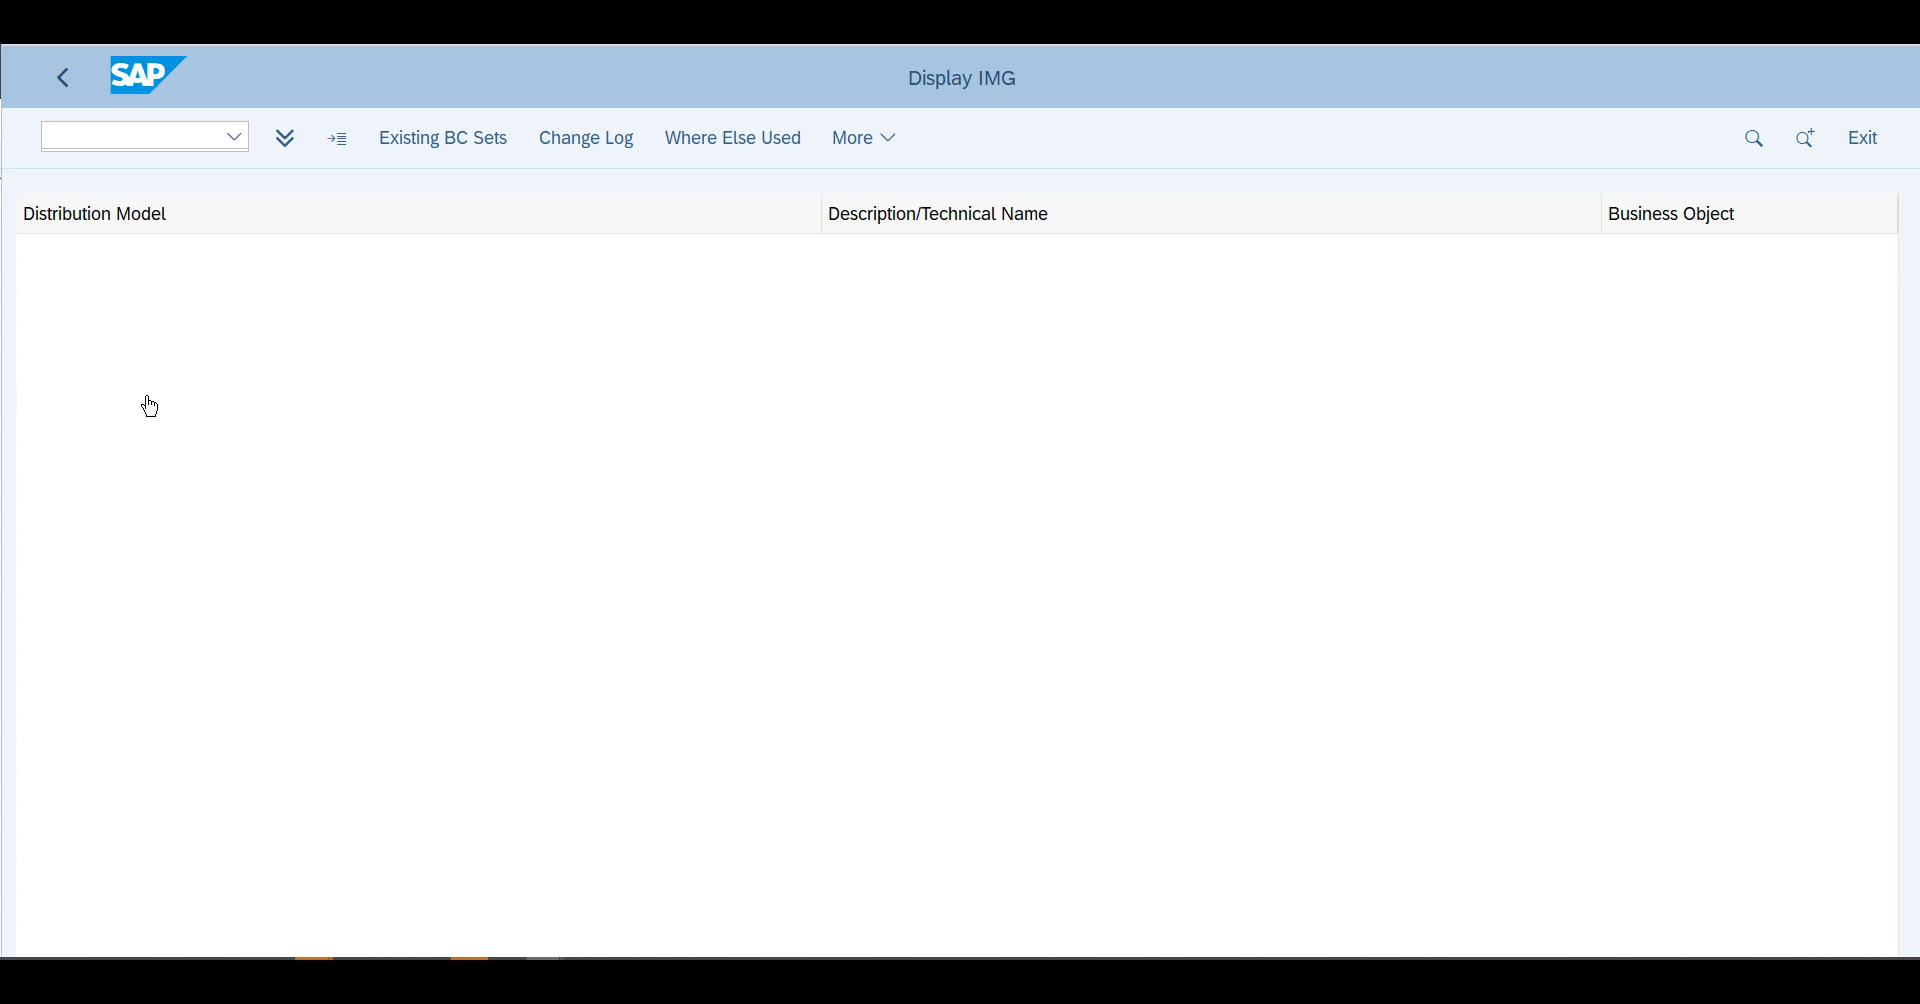 SAP
Display IMG
Existing BC Sets Change Log Where Else Used More Exit
Distribution Model Description/Technical Name Business Object